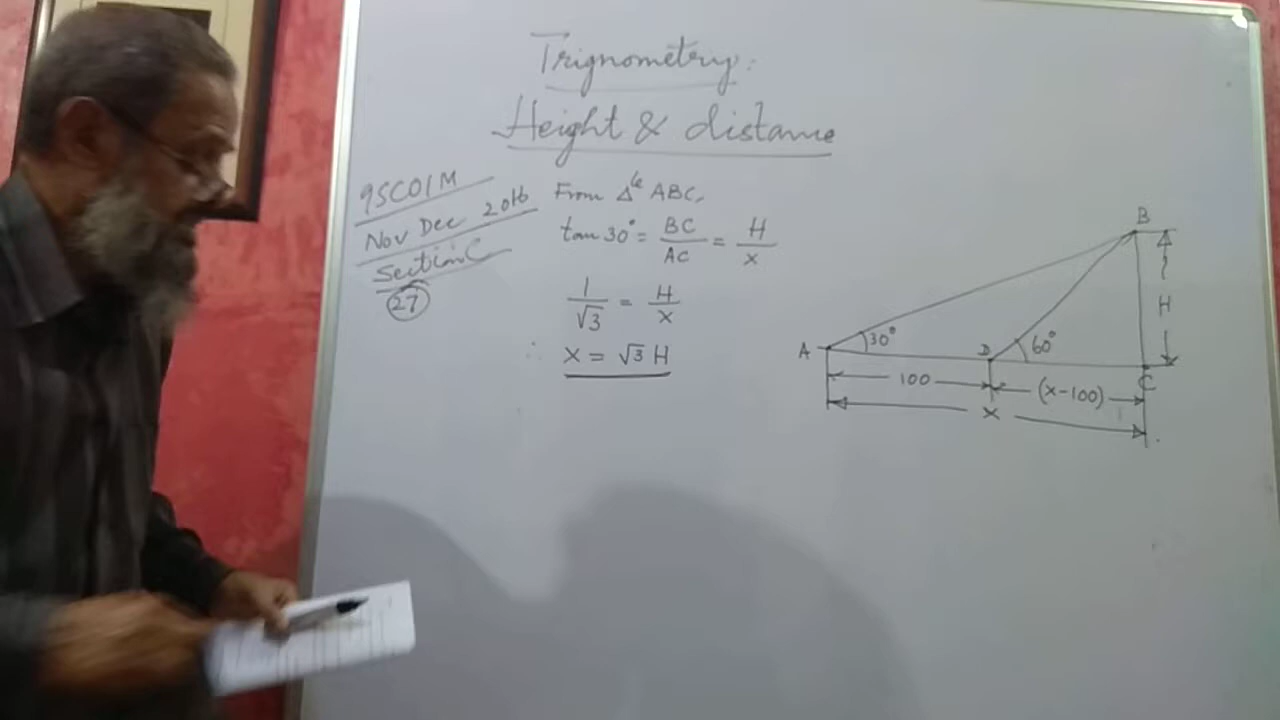 Trignometry:
Height & distance
9SC01M
Nov Dec 2016
Section C
27
From Δle ABC,
tan 30° = BC/AC = H/x
1/√3 = H/x
∴ x = √3 H
B
H
A
30°
D
60°
C
100
(x-100)
x